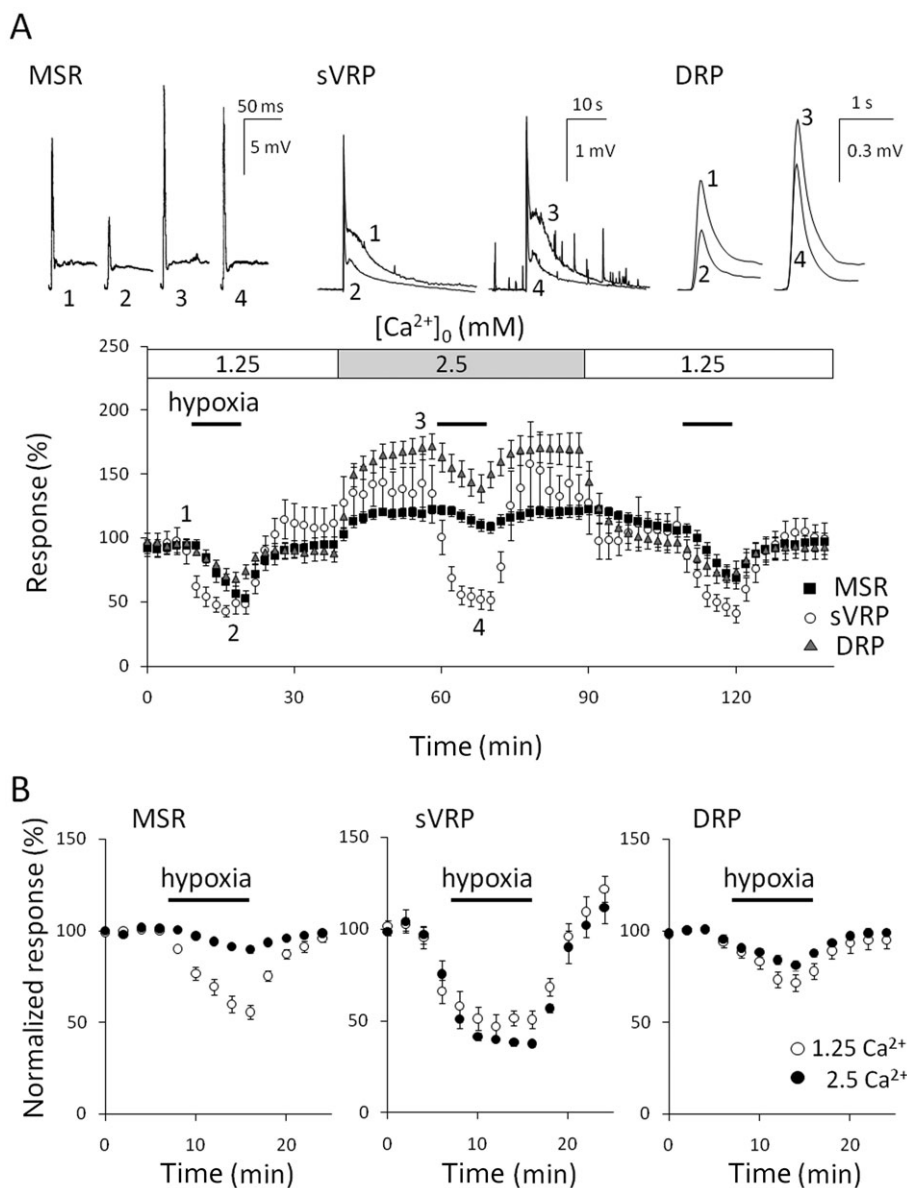 A
MSR
sVRP
DRP
50 ms
5 mV
10 s
1 mV
1 s
0.3 mV
1
2
3
4
1
2
3
4
1
2
3
4
[Ca²⁺]₀ (mM)
1.25
2.5
1.25
hypoxia
1
2
3
4
250
200
150
100
50
0
Response (%)
0
30
60
90
120
Time (min)
MSR
sVRP
DRP
B
MSR
sVRP
DRP
hypoxia
hypoxia
hypoxia
Normalized response (%)
150
100
50
0
150
100
50
0
150
100
50
0
0
10
20
0
10
20
0
10
20
Time (min)
Time (min)
Time (min)
1.25 Ca²⁺
2.5 Ca²⁺